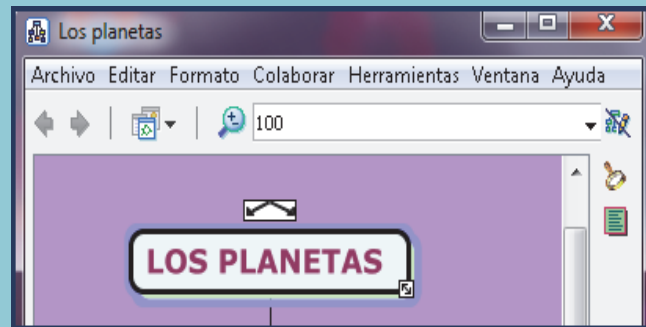 Los planetas
Archivo Editar Formato Colaborar Herramientas Ventana Ayuda
100
LOS PLANETAS